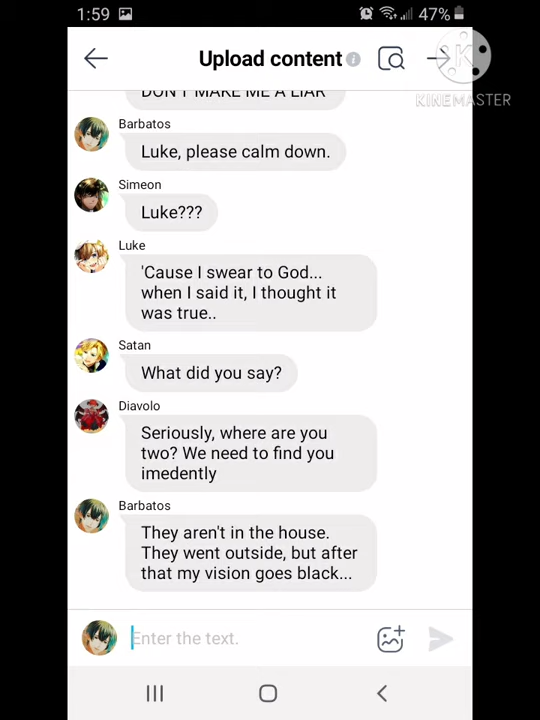 1:59
47%
Upload content
KINEMASTER
DON'T MAKE ME A LIAR
Barbatos
Luke, please calm down.
Simeon
Luke???
Luke
'Cause I swear to God...
when I said it, I thought it
was true..
Satan
What did you say?
Diavolo
Seriously, where are you
two? We need to find you
imedently
Barbatos
They aren't in the house.
They went outside, but after
that my vision goes black...
Enter the text.